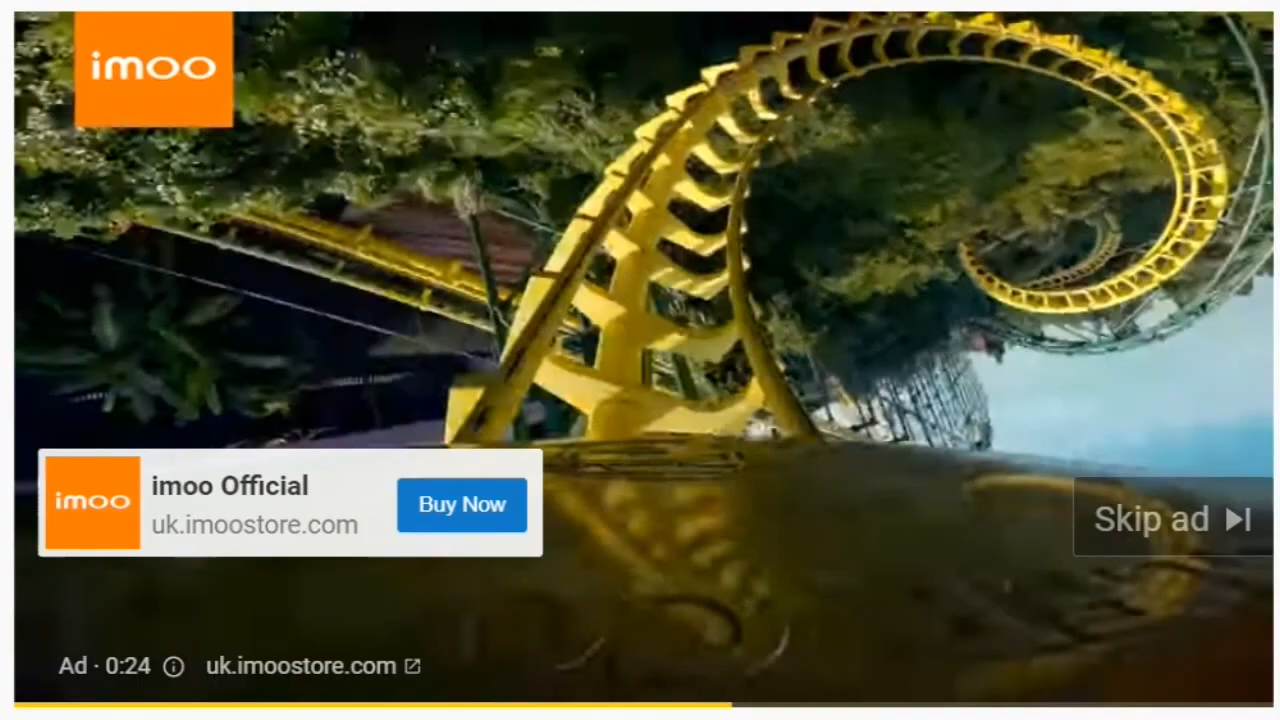 imoo
imoo
imoo Official
uk.imoostore.com
Buy Now
Skip ad
Ad · 0:24
uk.imoostore.com